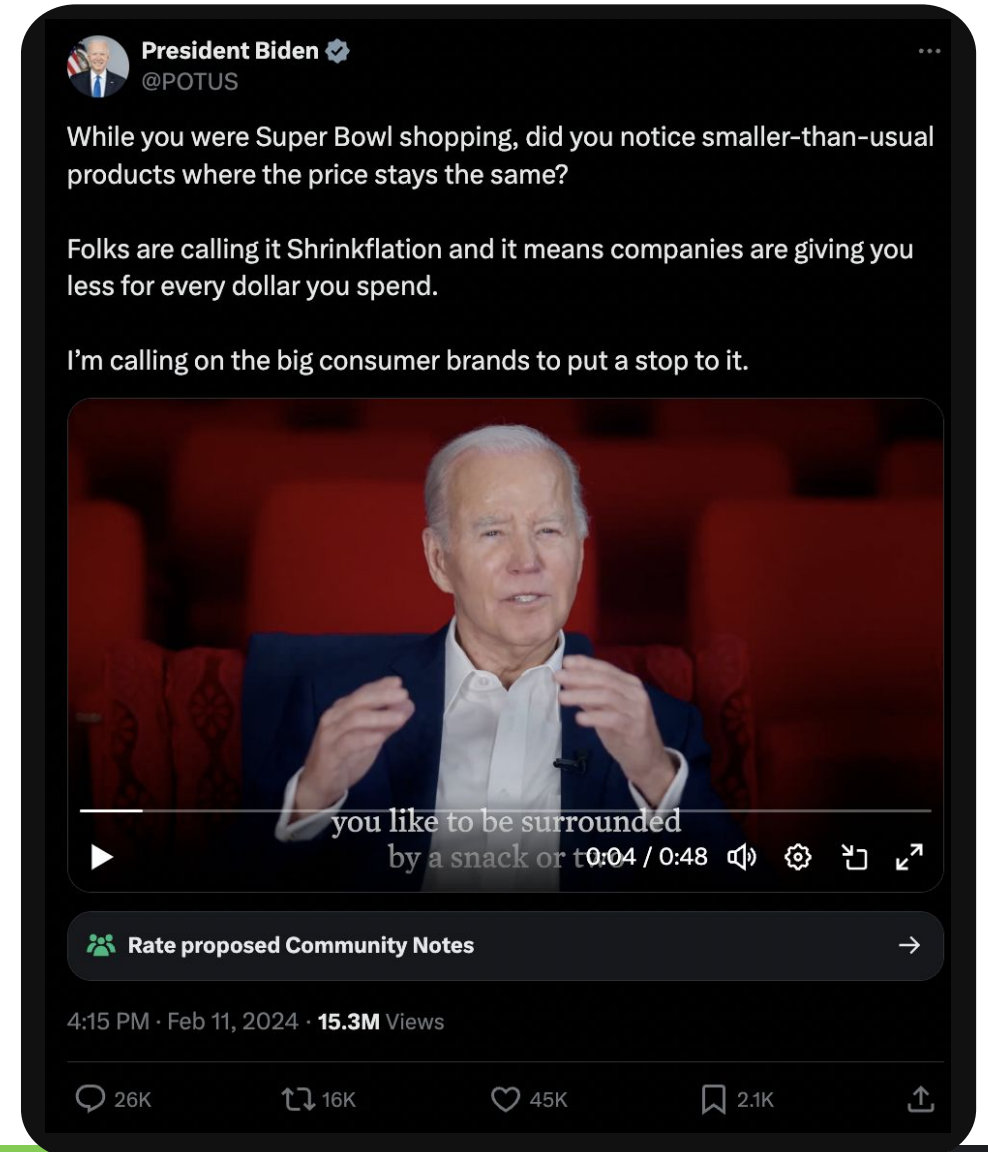 President Biden
@POTUS
While you were Super Bowl shopping, did you notice smaller-than-usual
products where the price stays the same?
Folks are calling it Shrinkflation and it means companies are giving you
less for every dollar you spend.
I’m calling on the big consumer brands to put a stop to it.
you like to be surrounded
by a snack or two
0:04 / 0:48
Rate proposed Community Notes
4:15 PM · Feb 11, 2024 · 15.3M Views
26K 16K 45K 2.1K